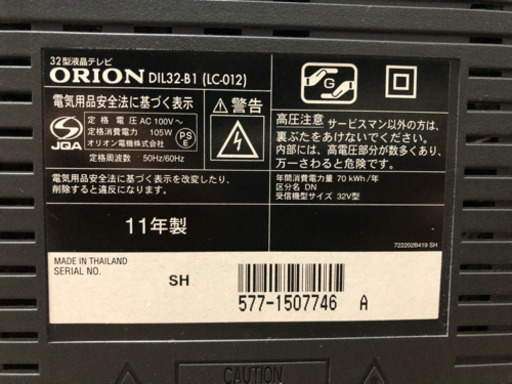 32型液晶テレビ
ORION DIL32-B1 (LC-012)
電気用品安全法に基づく表示
定格電圧 AC 100V～
定格消費電力 105W
オリオン電機株式会社
定格周波数 50Hz/60Hz
JQA
PS
E
電気用品安全法に基づく表示を改変したり、
削除すると違反になります。
11年製
G
高圧注意 サービスマン以外の方は、
裏ぶたをあけないでください。
内部には、高電圧部分が数多くあり、
万一さわると危険です。
年間消費電力量 70 kWh/年
区分名 DN
受信機型サイズ 32V型
722202B419 SH
MADE IN THAILAND
SERIAL NO.
SH
577-1507746 A
CAUTION